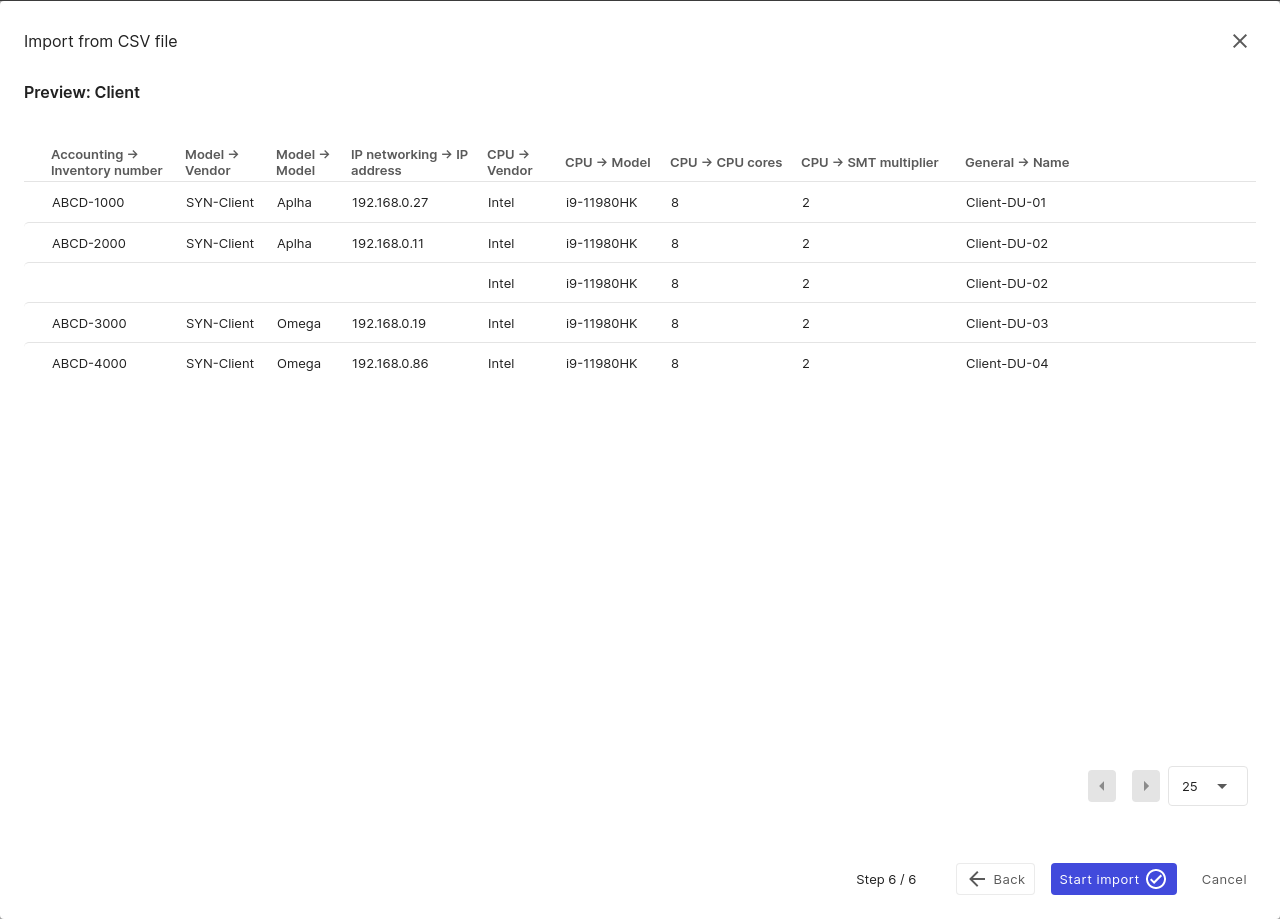 Import from CSV file
Preview: Client
Accounting → Inventory number Model → Vendor Model → Model IP networking → IP address CPU → Vendor CPU → Model CPU → CPU cores CPU → SMT multiplier General → Name
ABCD-1000 SYN-Client Aplha 192.168.0.27 Intel i9-11980HK 8 2 Client-DU-01
ABCD-2000 SYN-Client Aplha 192.168.0.11 Intel i9-11980HK 8 2 Client-DU-02
Intel i9-11980HK 8 2 Client-DU-02
ABCD-3000 SYN-Client Omega 192.168.0.19 Intel i9-11980HK 8 2 Client-DU-03
ABCD-4000 SYN-Client Omega 192.168.0.86 Intel i9-11980HK 8 2 Client-DU-04
25
Step 6 / 6 Back Start import Cancel